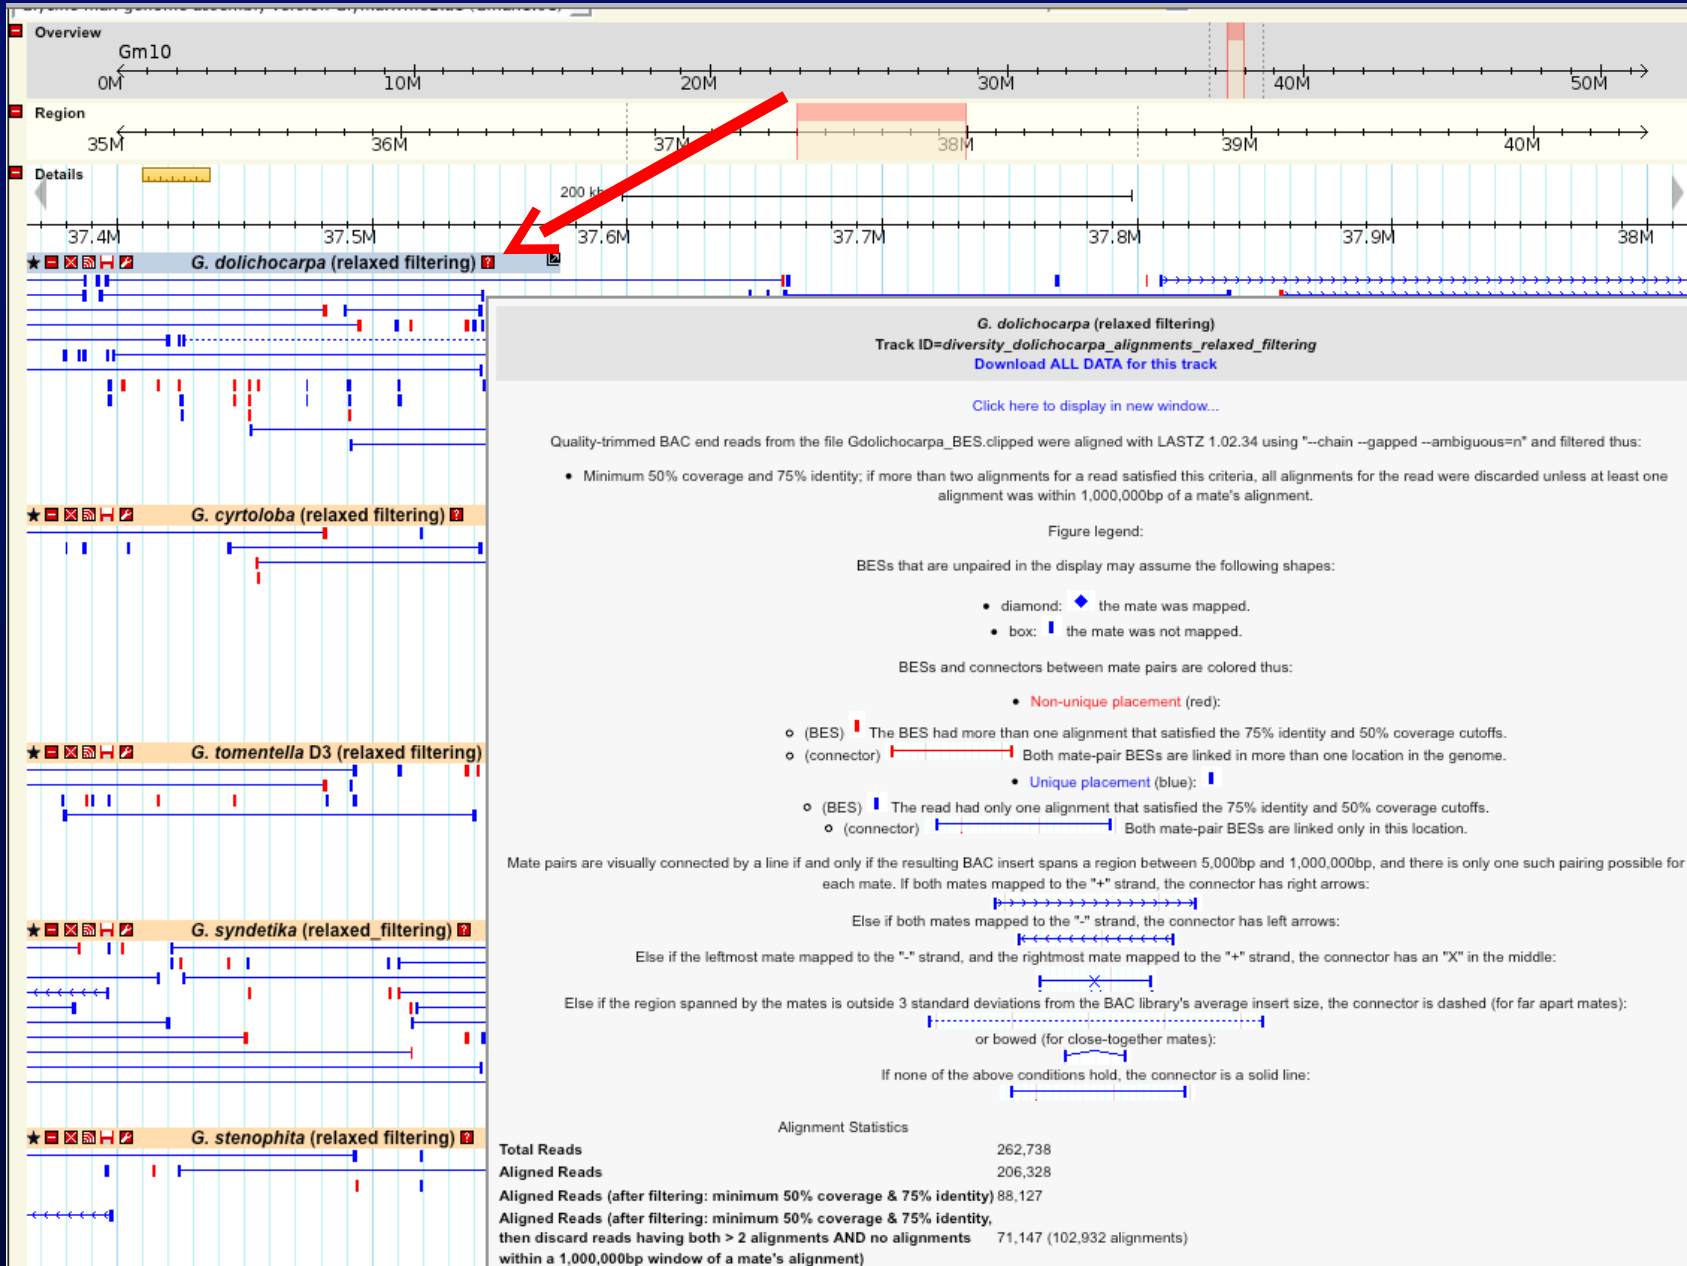 Overview
Gm10
0M 10M 20M 30M 40M 50M
Region
35M 36M 37M 38M 39M 40M
Details
200 kb
37.4M 37.5M 37.6M 37.7M 37.8M 37.9M 38M
G. dolichocarpa (relaxed filtering) ?
G. dolichocarpa (relaxed filtering)
Track ID=diversity_dolichocarpa_alignments_relaxed_filtering
Download ALL DATA for this track
Click here to display in new window...
Quality-trimmed BAC end reads from the file Gdolichocarpa_BES.clipped were aligned with LASTZ 1.02.34 using "--chain --gapped --ambiguous=n" and filtered thus:
• Minimum 50% coverage and 75% identity; if more than two alignments for a read satisfied this criteria, all alignments for the read were discarded unless at least one
alignment was within 1,000,000bp of a mate's alignment.
G. cyrtoloba (relaxed filtering) ?
Figure legend:
BESs that are unpaired in the display may assume the following shapes:
• diamond: the mate was mapped.
• box: the mate was not mapped.
BESs and connectors between mate pairs are colored thus:
• Non-unique placement (red):
(BES) The BES had more than one alignment that satisfied the 75% identity and 50% coverage cutoffs.
G. tomentella D3 (relaxed filtering)
(connector) Both mate-pair BESs are linked in more than one location in the genome.
• Unique placement (blue):
(BES) The read had only one alignment that satisfied the 75% identity and 50% coverage cutoffs.
(connector) Both mate-pair BESs are linked only in this location.
Mate pairs are visually connected by a line if and only if the resulting BAC insert spans a region between 5,000bp and 1,000,000bp, and there is only one such pairing possible for
each mate. If both mates mapped to the "+" strand, the connector has right arrows:
Else if both mates mapped to the "-" strand, the connector has left arrows:
G. syndetika (relaxed_filtering) ?
Else if the leftmost mate mapped to the "-" strand, and the rightmost mate mapped to the "+" strand, the connector has an "X" in the middle:
Else if the region spanned by the mates is outside 3 standard deviations from the BAC library's average insert size, the connector is dashed (for far apart mates):
or bowed (for close-together mates):
If none of the above conditions hold, the connector is a solid line:
Alignment Statistics
G. stenophita (relaxed filtering) ?
Total Reads 262,738
Aligned Reads 206,328
Aligned Reads (after filtering: minimum 50% coverage & 75% identity) 88,127
Aligned Reads (after filtering: minimum 50% coverage & 75% identity,
then discard reads having both > 2 alignments AND no alignments 71,147 (102,932 alignments)
within a 1,000,000bp window of a mate's alignment)